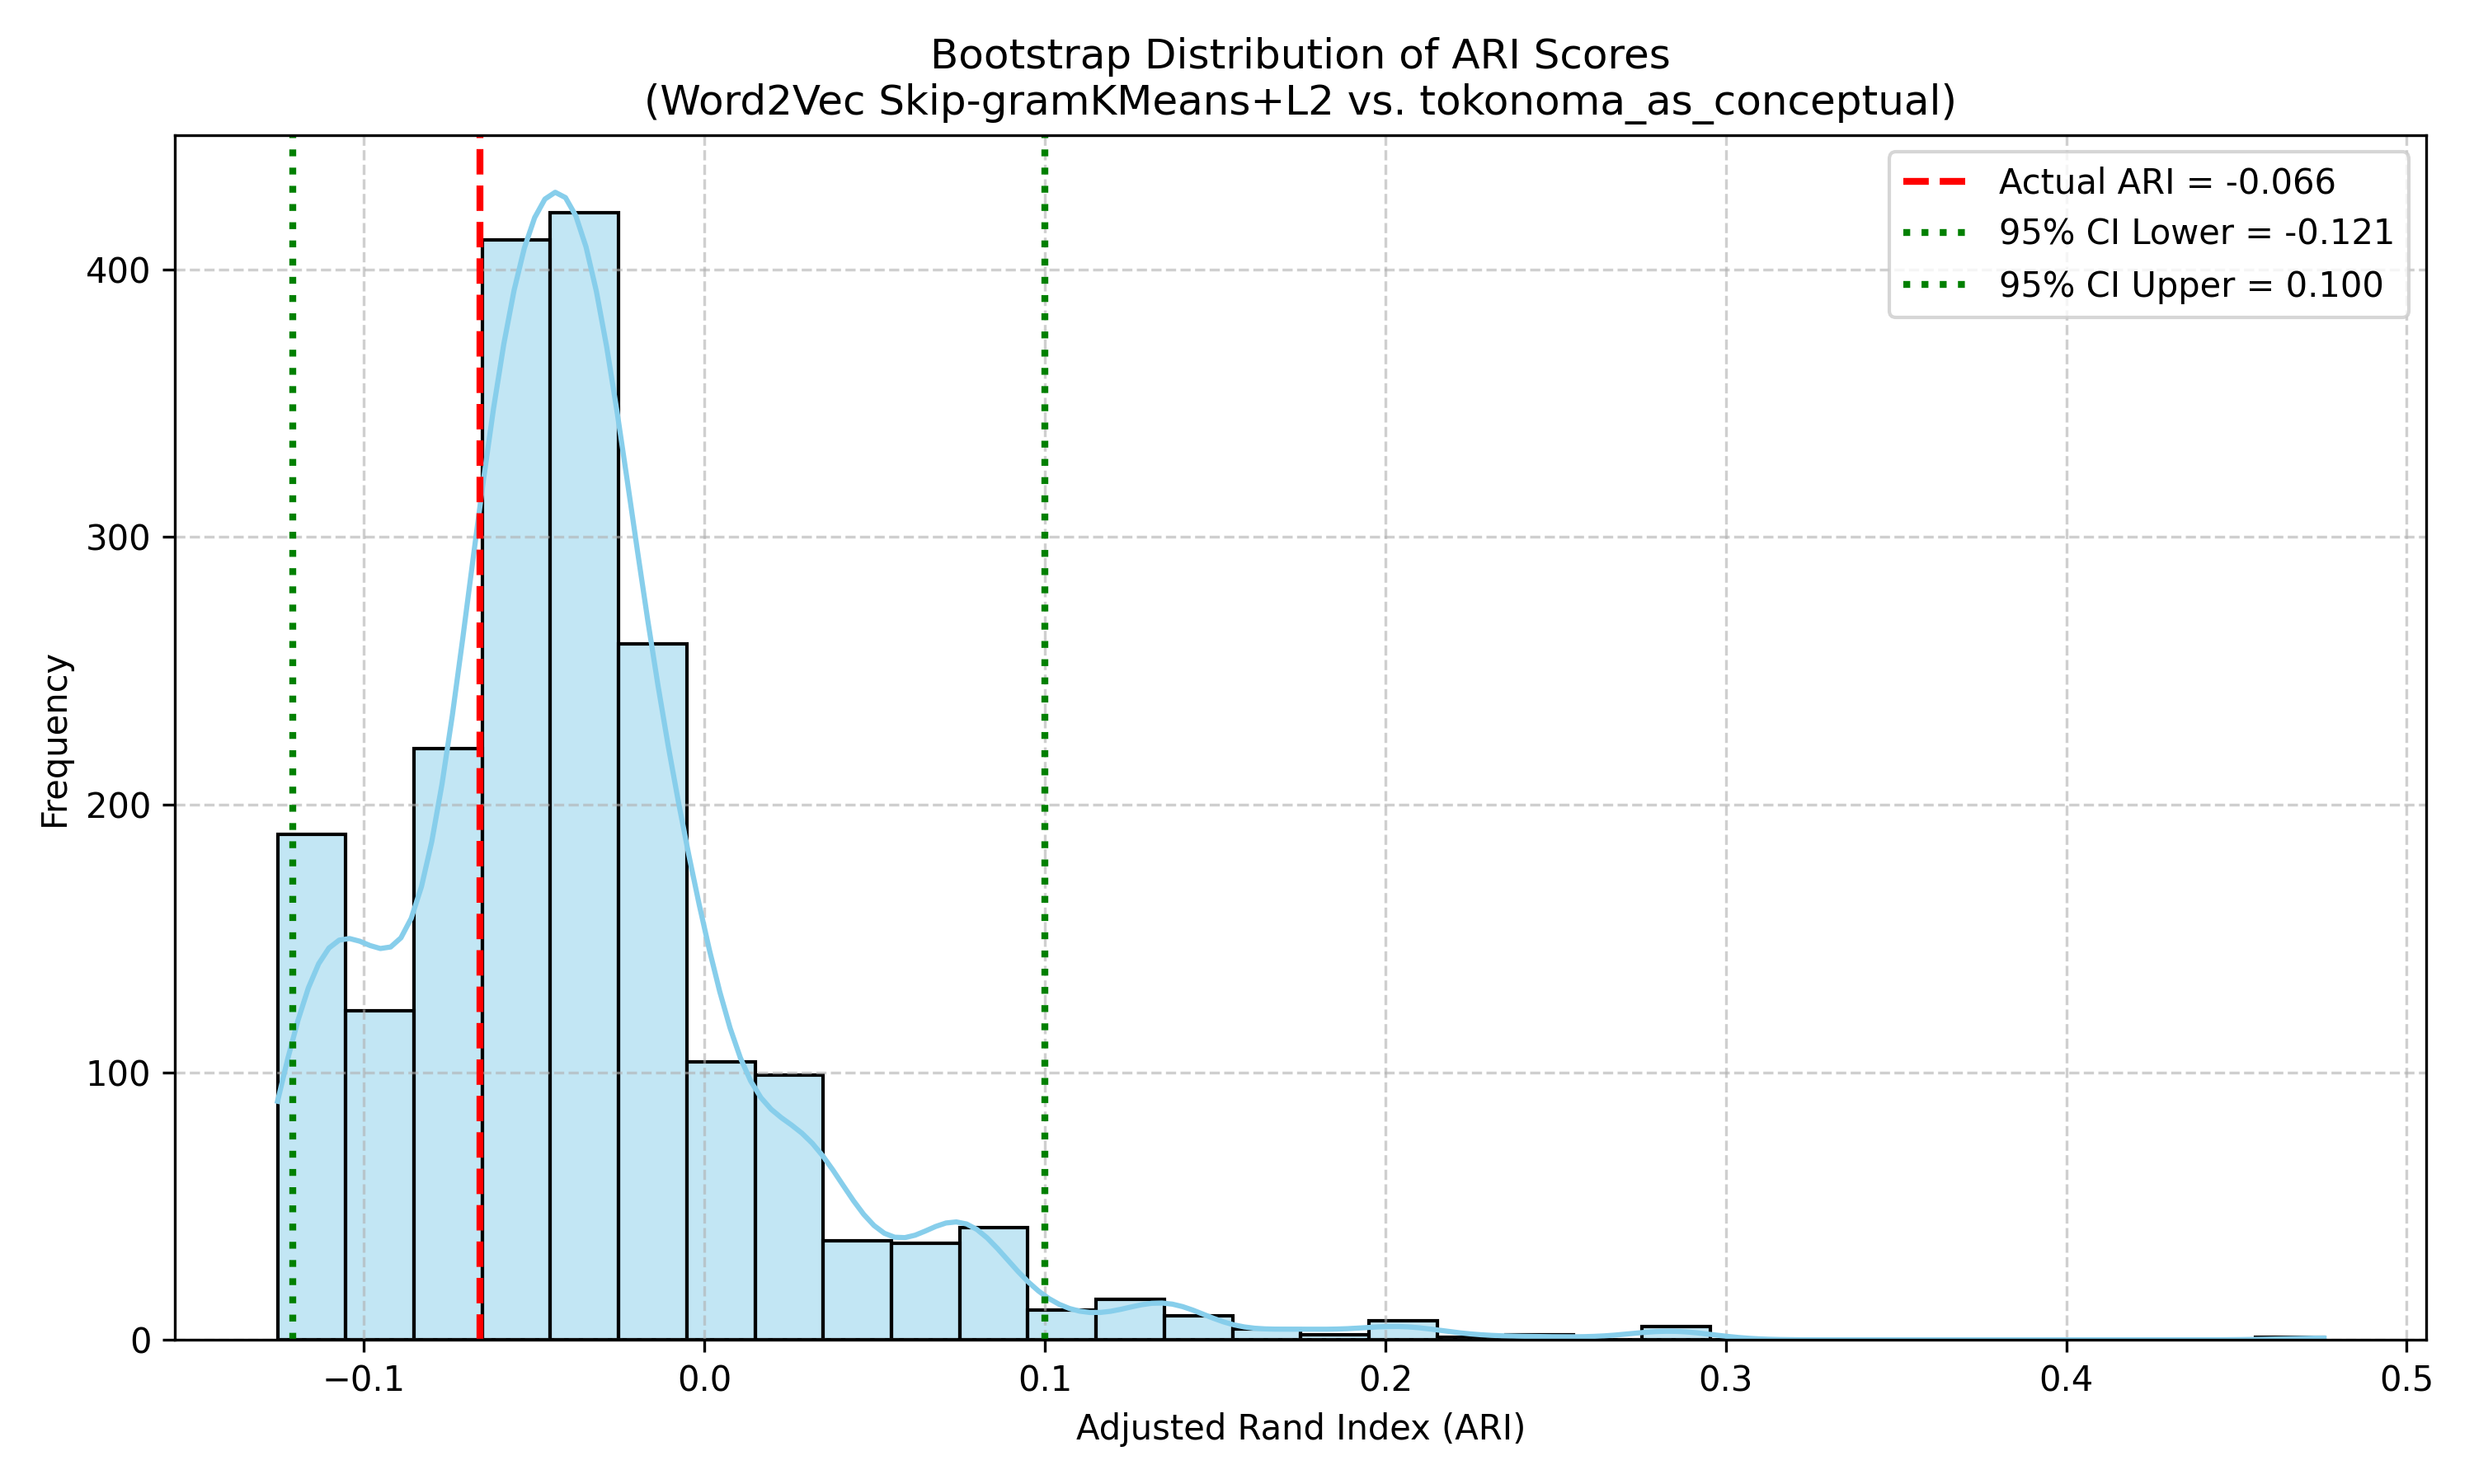 Bootstrap Distribution of ARI Scores
(Word2Vec Skip-gramKMeans+L2 vs. tokonoma_as_conceptual)
Actual ARI = -0.066
95% CI Lower = -0.121
95% CI Upper = 0.100
Frequency
400
300
200
100
0
−0.1
0.0
0.1
0.2
0.3
0.4
0.5
Adjusted Rand Index (ARI)